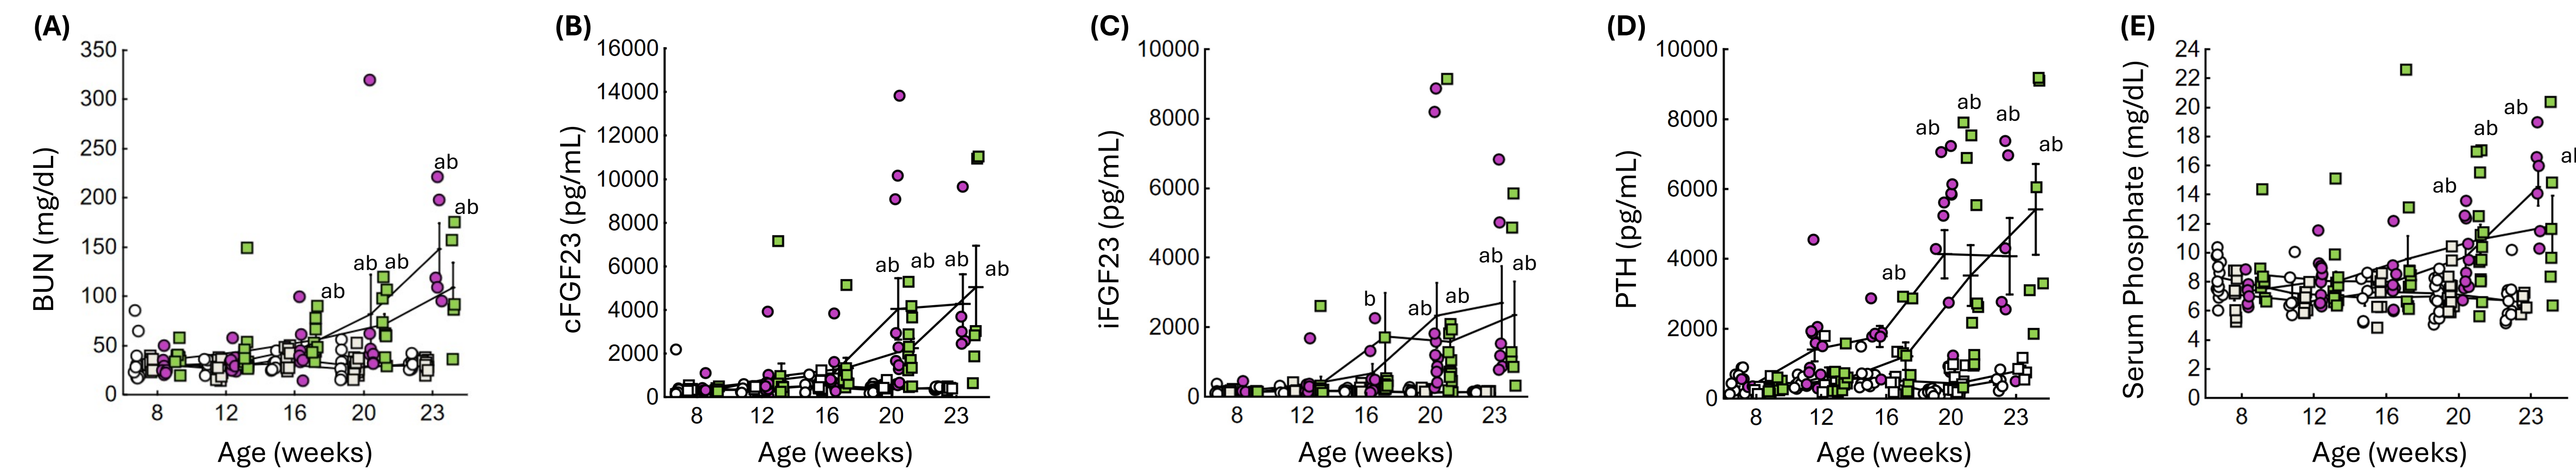 (A)
BUN (mg/dL)
350
300
250
200
150
100
50
0
ab
ab
ab
ab
ab
8 12 16 20 23
Age (weeks)
(B)
cFGF23 (pg/mL)
16000
14000
12000
10000
8000
6000
4000
2000
0
ab
ab
ab
ab
8 12 16 20 23
Age (weeks)
(C)
iFGF23 (pg/mL)
10000
8000
6000
4000
2000
0
b
ab
ab
ab
ab
8 12 16 20 23
Age (weeks)
(D)
PTH (pg/mL)
10000
8000
6000
4000
2000
0
ab
ab
ab
ab
ab
8 12 16 20 23
Age (weeks)
(E)
Serum Phosphate (mg/dL)
24
22
20
18
16
14
12
10
8
6
4
2
0
ab
ab
ab
8 12 16 20 23
Age (weeks)